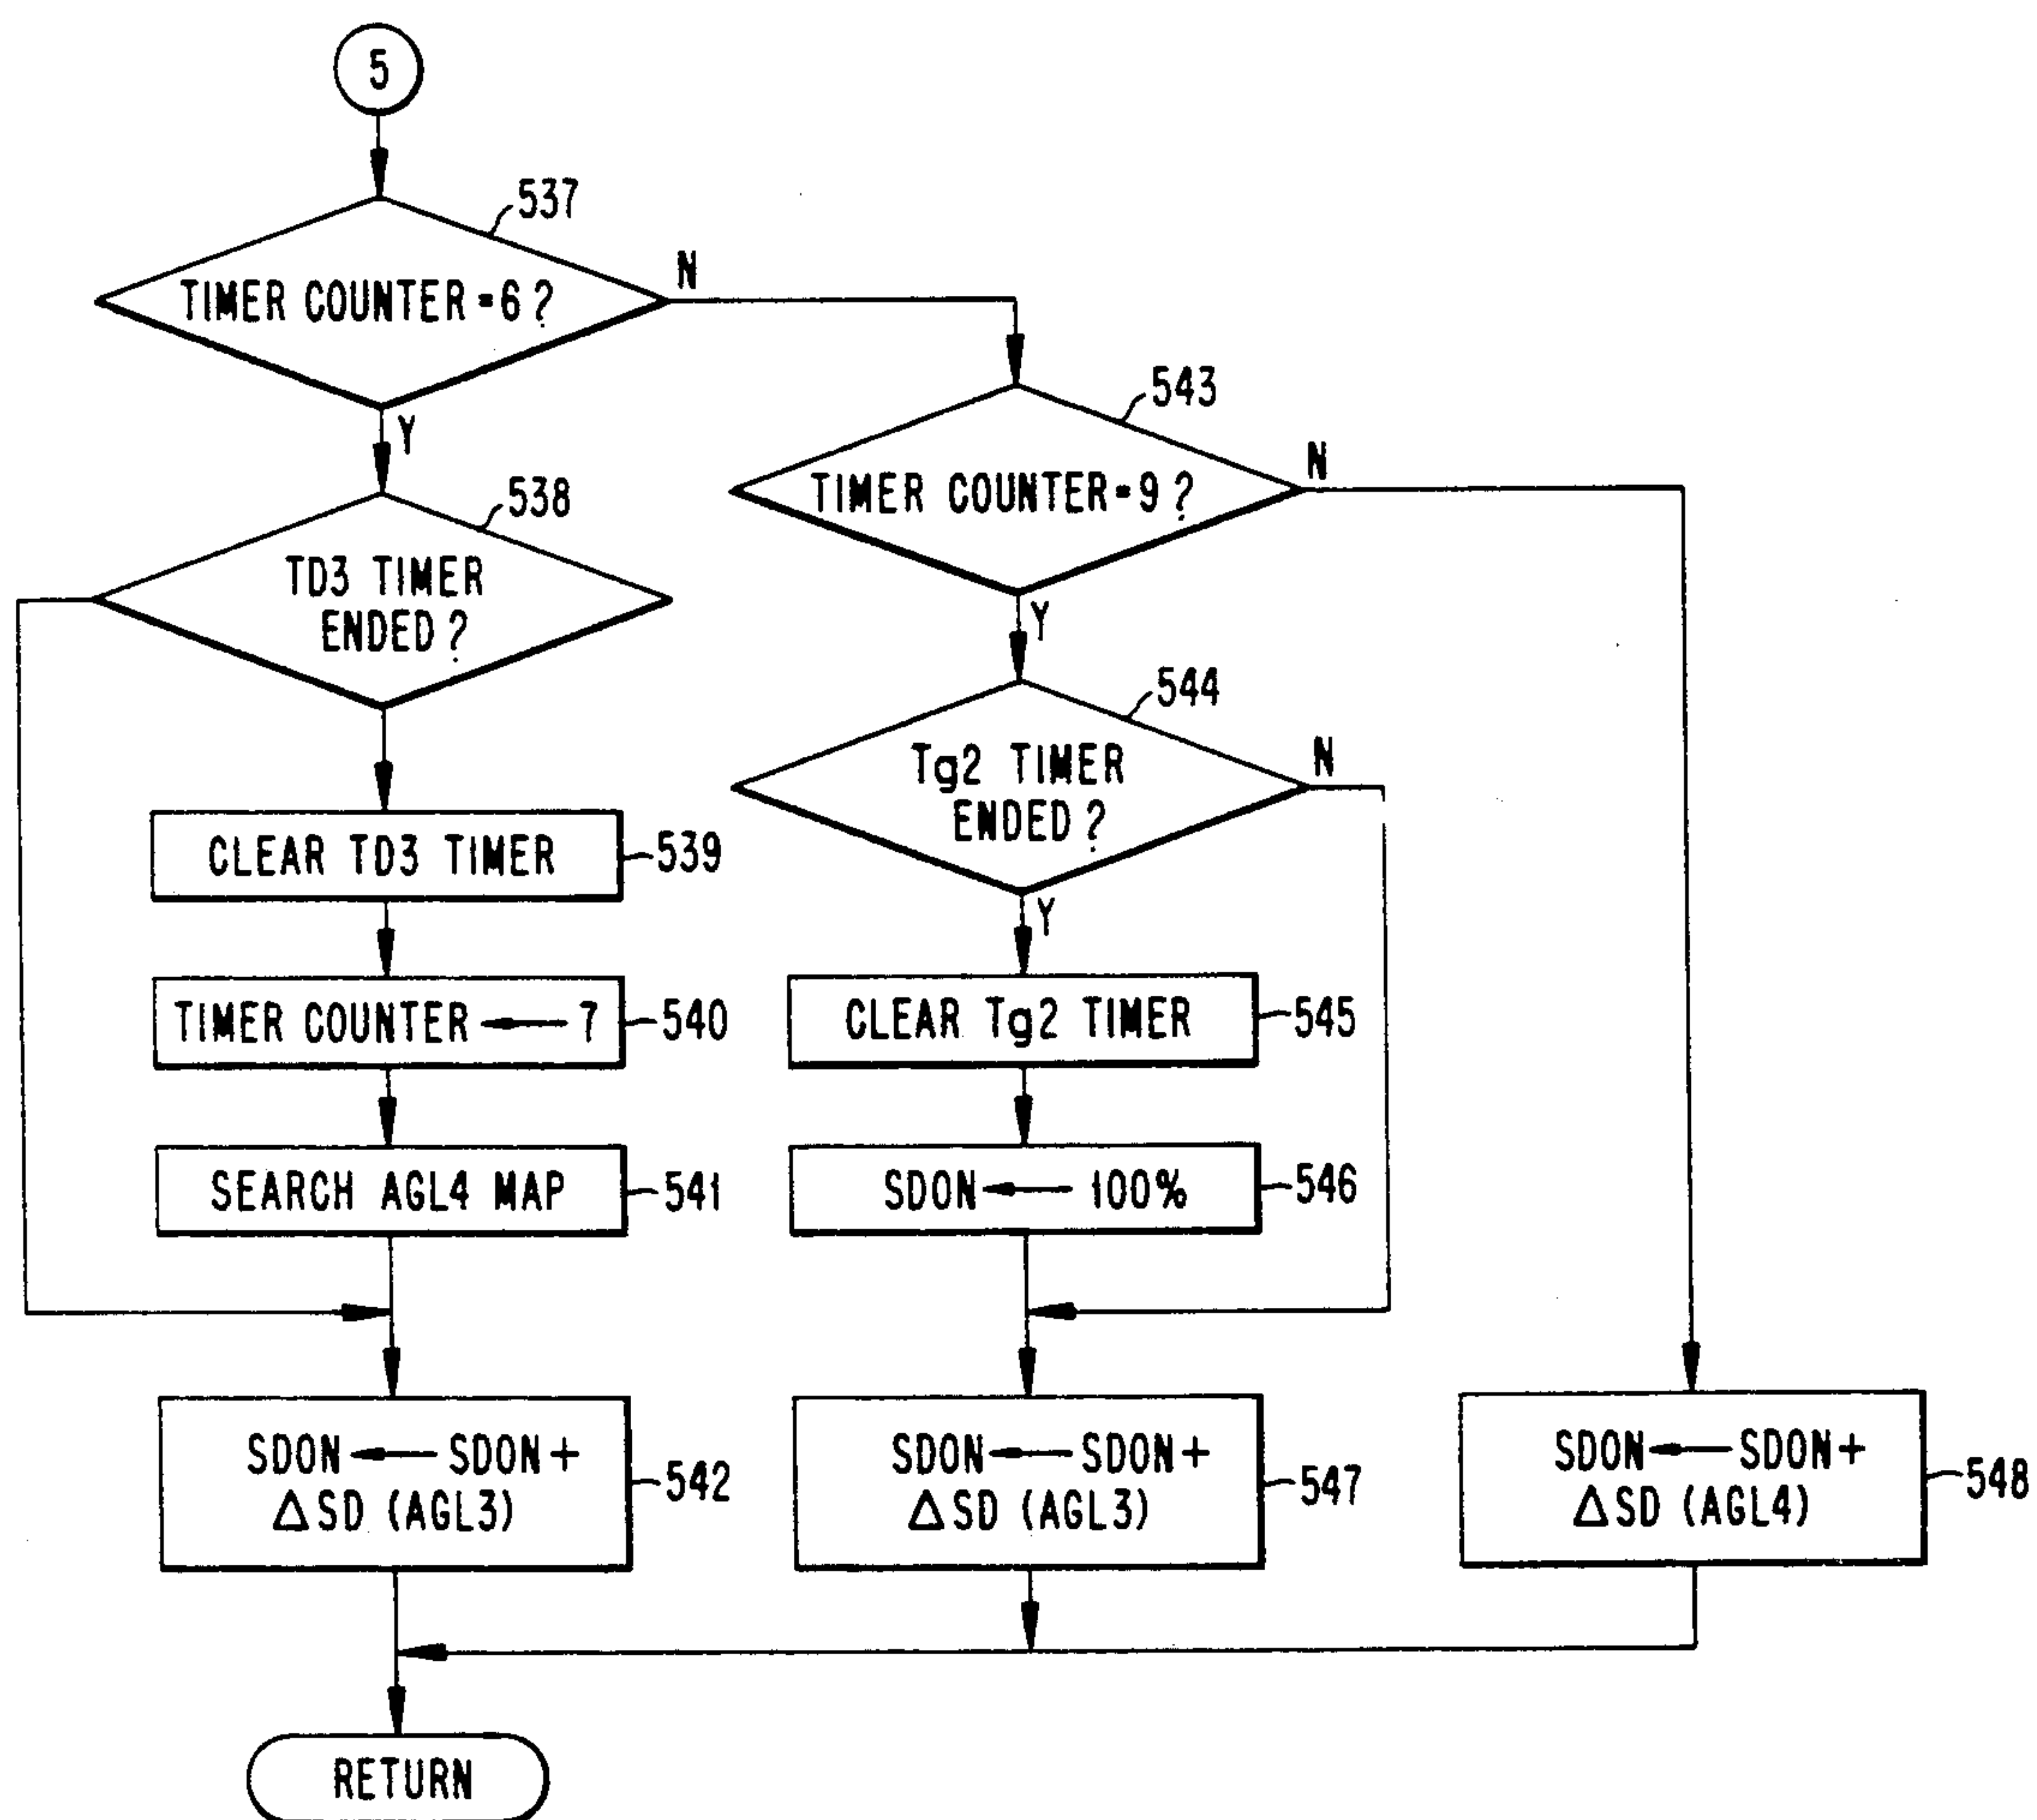 5
537
TIMER COUNTER=6?
N
Y
538
TD3 TIMER
ENDED?
CLEAR TD3 TIMER
539
TIMER COUNTER ← 7
540
SEARCH AGL4 MAP
541
SDON ← SDON +
ΔSD (AGL3)
542
543
TIMER COUNTER=9?
N
Y
544
Tg2 TIMER
ENDED?
N
Y
CLEAR Tg2 TIMER
545
SDON ← 100%
546
SDON ← SDON +
ΔSD (AGL3)
547
SDON ← SDON +
ΔSD (AGL4)
548
RETURN